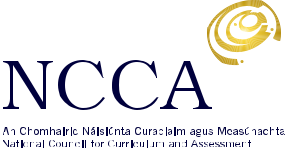 NCCA
An Chomhairle Náisiúnta Curaclaim agus Measúnachta
National Council for Curriculum and Assessment